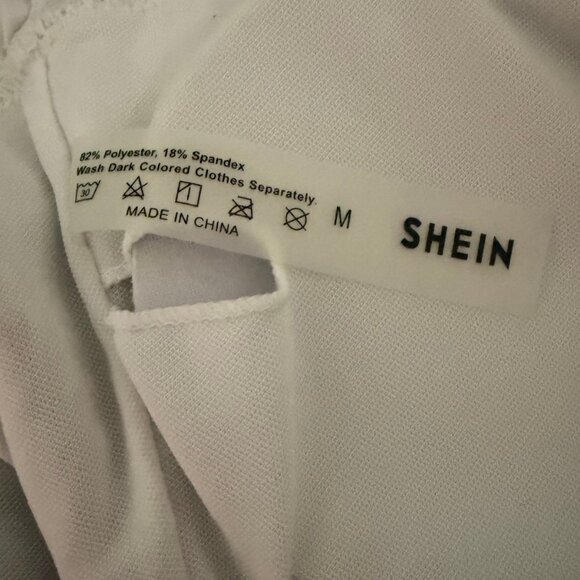 82% Polyester, 18% Spandex
Wash Dark Colored Clothes Separately.
30
MADE IN CHINA
M
SHEIN